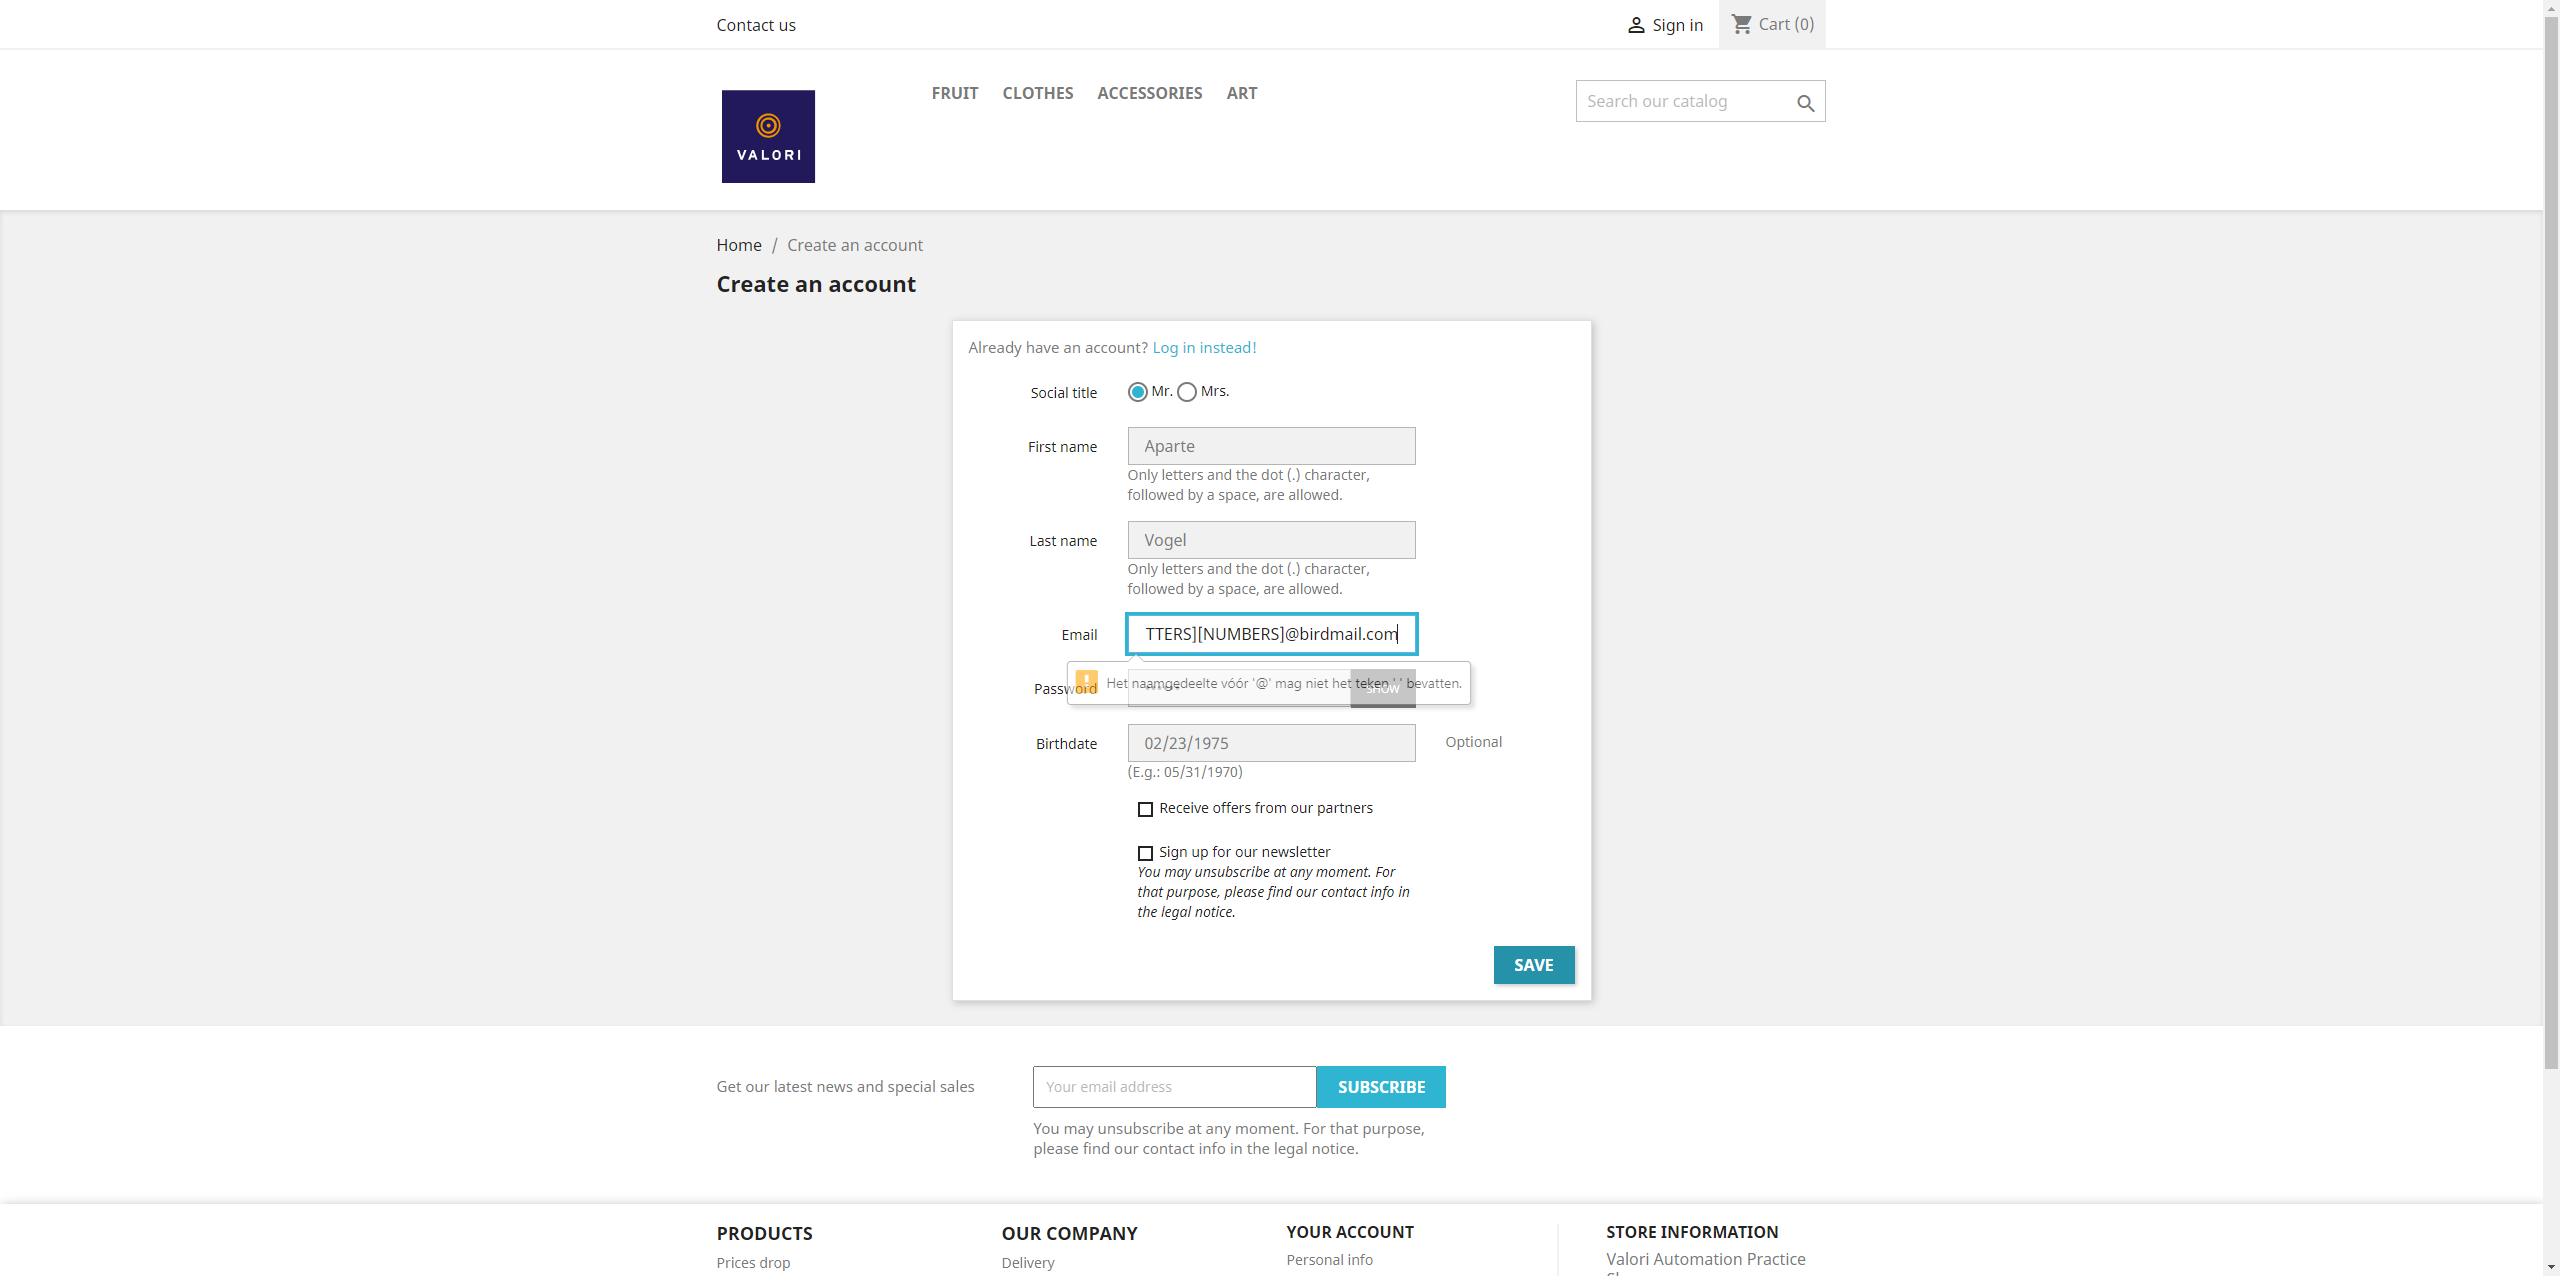 Contact us
Sign in
Cart (0)
FRUIT CLOTHES ACCESSORIES ART
Search our catalog
VALORI
Home / Create an account
Create an account
Already have an account? Log in instead!
Social title Mr. Mrs.
First name Aparte
Only letters and the dot (.) character,
followed by a space, are allowed.
Last name Vogel
Only letters and the dot (.) character,
followed by a space, are allowed.
Email TTERS][NUMBERS]@birdmail.com
Password SHOW
Het naamgedeelte vóór '@' mag niet het teken ' ' bevatten.
Birthdate 02/23/1975 Optional
(E.g.: 05/31/1970)
Receive offers from our partners
Sign up for our newsletter
You may unsubscribe at any moment. For
that purpose, please find our contact info in
the legal notice.
SAVE
Get our latest news and special sales
Your email address
SUBSCRIBE
You may unsubscribe at any moment. For that purpose,
please find our contact info in the legal notice.
PRODUCTS
Prices drop
OUR COMPANY
Delivery
YOUR ACCOUNT
Personal info
STORE INFORMATION
Valori Automation Practice